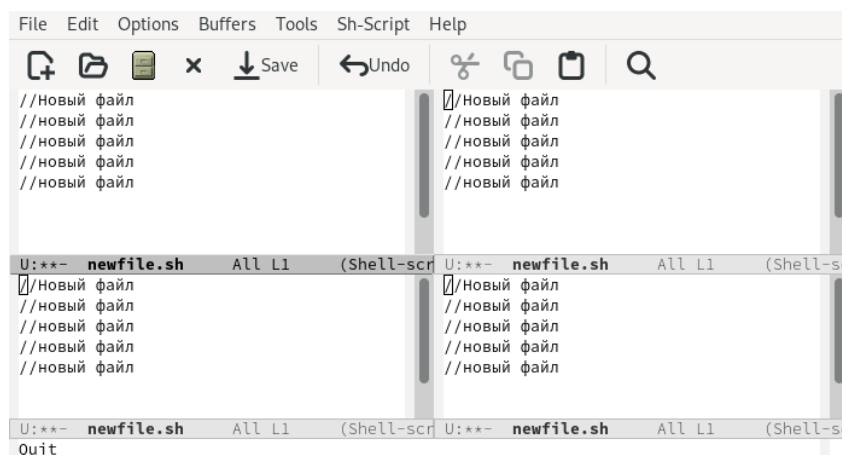 File Edit Options Buffers Tools Sh-Script Help
Save Undo
//Новый файл
//новый файл
//новый файл
//новый файл
//новый файл
U:**- newfile.sh All L1 (Shell-scr
//Новый файл
//новый файл
//новый файл
//новый файл
//новый файл
U:**- newfile.sh All L1 (Shell-s
//Новый файл
//новый файл
//новый файл
//новый файл
//новый файл
U:**- newfile.sh All L1 (Shell-scr
//Новый файл
//новый файл
//новый файл
//новый файл
//новый файл
U:**- newfile.sh All L1 (Shell-s
Quit